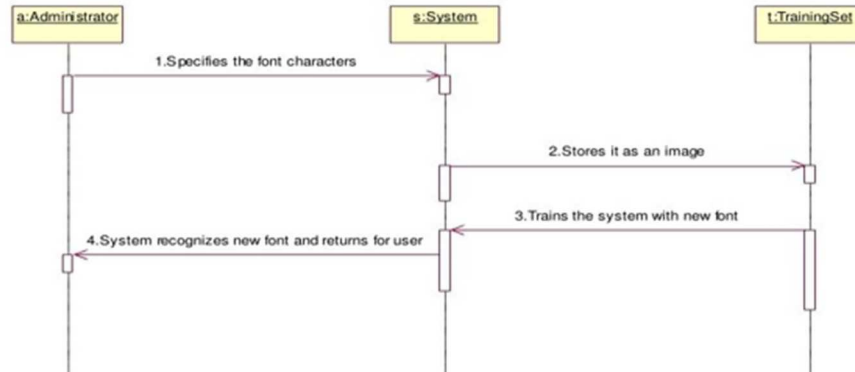 a:Administrator
s:System
t:TrainingSet
1.Specifies the font characters
2.Stores it as an image
3.Trains the system with new font
4.System recognizes new font and returns for user